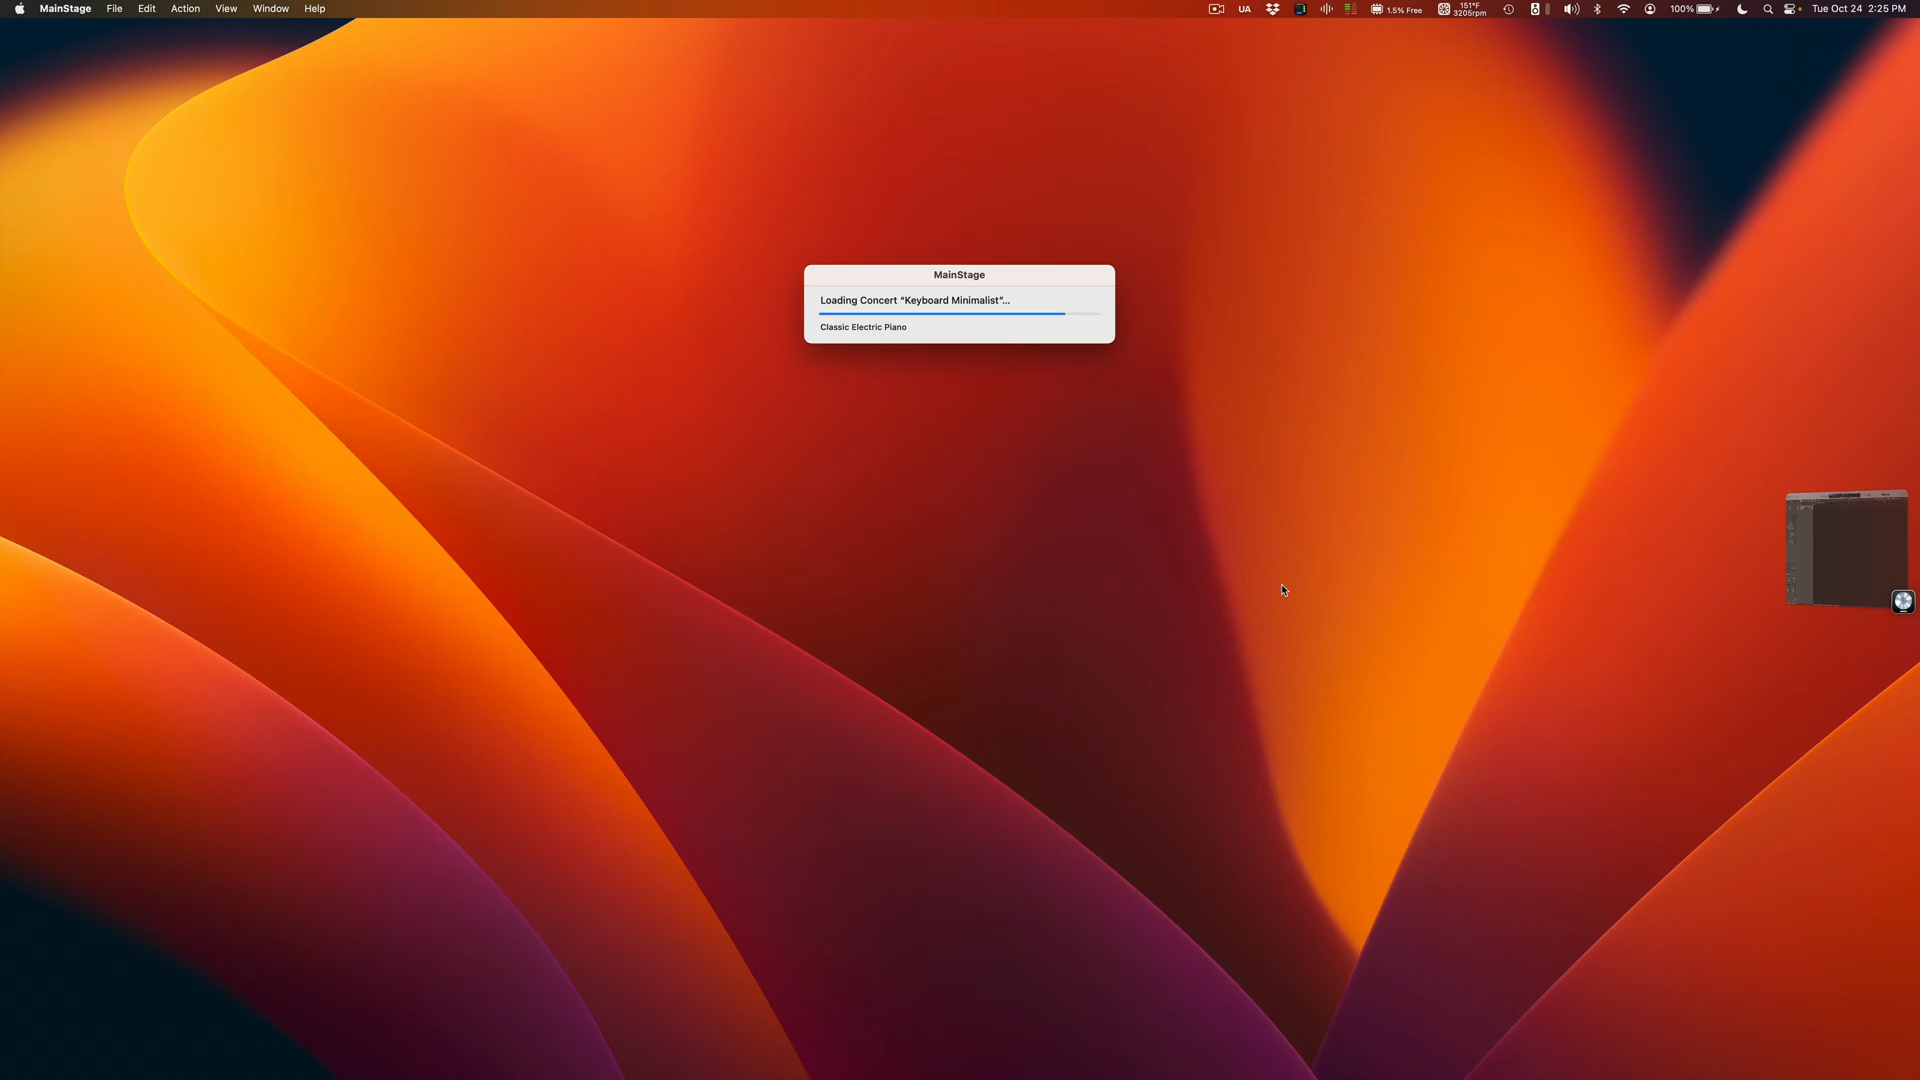 MainStage File Edit Action View Window Help UA 1.5% Free 151°F 3205rpm 100% Tue Oct 24 2:25 PM
MainStage
Loading Concert “Keyboard Minimalist”...
Classic Electric Piano